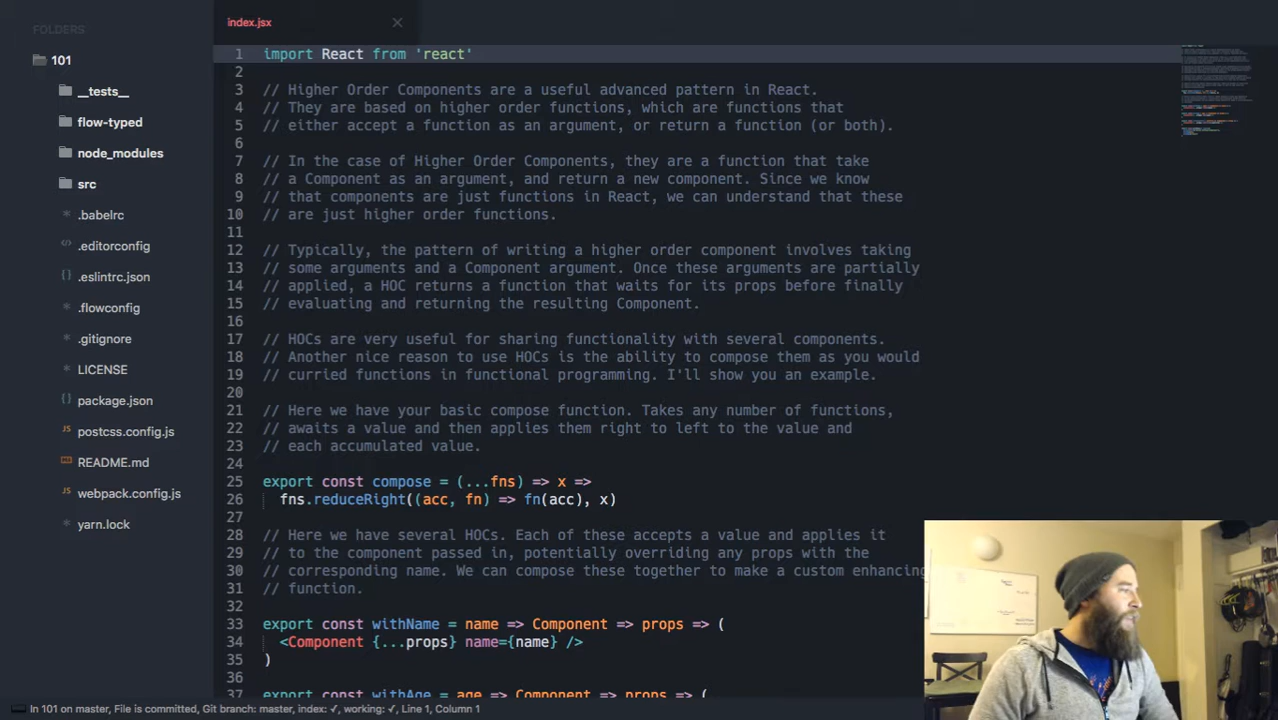 FOLDERS
101
__tests__
flow-typed
node_modules
src
.babelrc
.editorconfig
.eslintrc.json
.flowconfig
.gitignore
LICENSE
package.json
postcss.config.js
README.md
webpack.config.js
yarn.lock
index.jsx
1 import React from 'react'
2
3 // Higher Order Components are a useful advanced pattern in React.
4 // They are based on higher order functions, which are functions that
5 // either accept a function as an argument, or return a function (or both).
6
7 // In the case of Higher Order Components, they are a function that take
8 // a Component as an argument, and return a new component. Since we know
9 // that components are just functions in React, we can understand that these
10 // are just higher order functions.
11
12 // Typically, the pattern of writing a higher order component involves taking
13 // some arguments and a Component argument. Once these arguments are partially
14 // applied, a HOC returns a function that waits for its props before finally
15 // evaluating and returning the resulting Component.
16
17 // HOCs are very useful for sharing functionality with several components.
18 // Another nice reason to use HOCs is the ability to compose them as you would
19 // curried functions in functional programming. I'll show you an example.
20
21 // Here we have your basic compose function. Takes any number of functions,
22 // awaits a value and then applies them right to left to the value and
23 // each accumulated value.
24
25 export const compose = (...fns) => x =>
26 fns.reduceRight((acc, fn) => fn(acc), x)
27
28 // Here we have several HOCs. Each of these accepts a value and applies it
29 // to the component passed in, potentially overriding any props with the
30 // corresponding name. We can compose these together to make a custom enhancing
31 // function.
32
33 export const withName = name => Component => props => (
34 <Component {...props} name={name} />
35 )
36
37 export const withAge = age => Component => props => (
In 101 on master, File is committed, Git branch: master, index: ✓, working: ✓, Line 1, Column 1